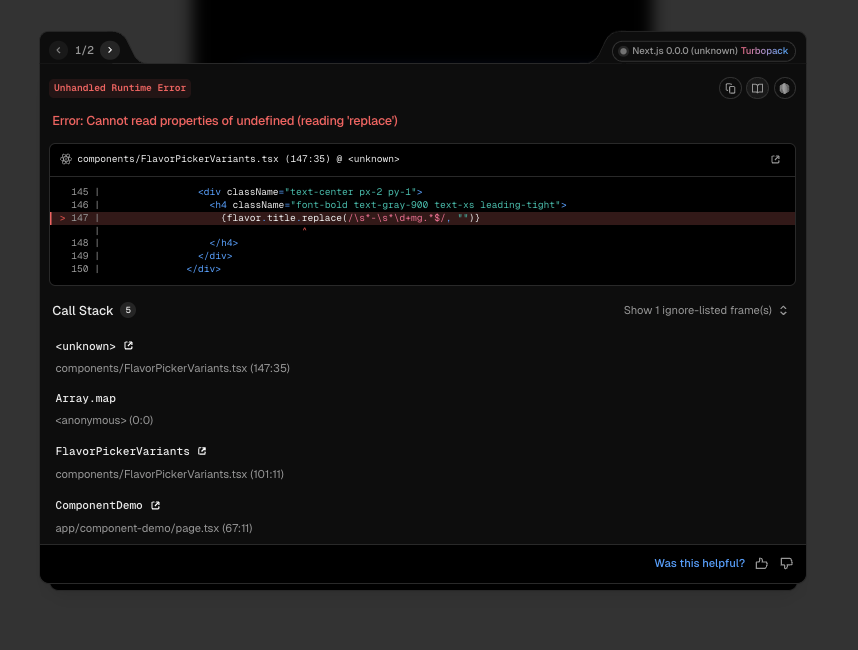 1/2
Next.js 0.0.0 (unknown) Turbopack
Unhandled Runtime Error
Error: Cannot read properties of undefined (reading 'replace')
components/FlavorPickerVariants.tsx (147:35) @ <unknown>
145 | <div className="text-center px-2 py-1">
146 | <h4 className="font-bold text-gray-900 text-xs leading-tight">
> 147 | {flavor.title.replace(/\s*-\s*\d+mg.*$/, "")}
| ^
148 | </h4>
149 | </div>
150 | </div>
Call Stack 5
Show 1 ignore-listed frame(s)
<unknown>
components/FlavorPickerVariants.tsx (147:35)
Array.map
<anonymous> (0:0)
FlavorPickerVariants
components/FlavorPickerVariants.tsx (101:11)
ComponentDemo
app/component-demo/page.tsx (67:11)
Was this helpful?